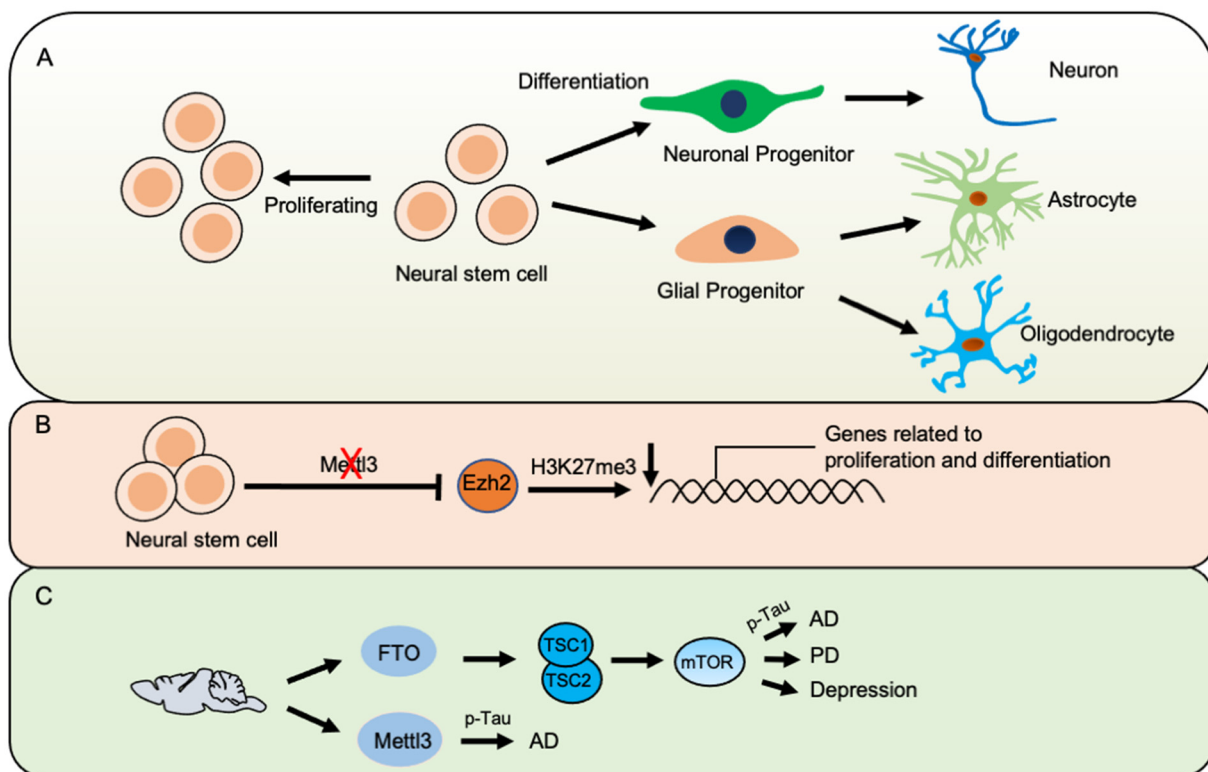 A
Differentiation
Neuron
Neuronal Progenitor
Proliferating
Astrocyte
Neural stem cell
Glial Progenitor
Oligodendrocyte
B
Genes related to
proliferation and differentiation
Mettl3
X
Ezh2
H3K27me3
Neural stem cell
C
FTO
TSC1
TSC2
mTOR
p-Tau
AD
PD
Depression
Mettl3
p-Tau
AD